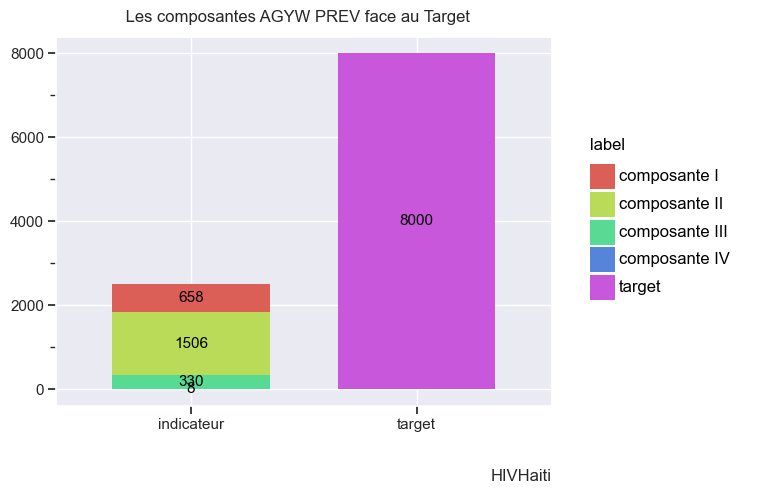 Les composantes AGYW PREV face au Target
8000
6000
4000
2000
0
658
1506
330
8
8000
indicateur
target
label
composante I
composante II
composante III
composante IV
target
HIVHaiti